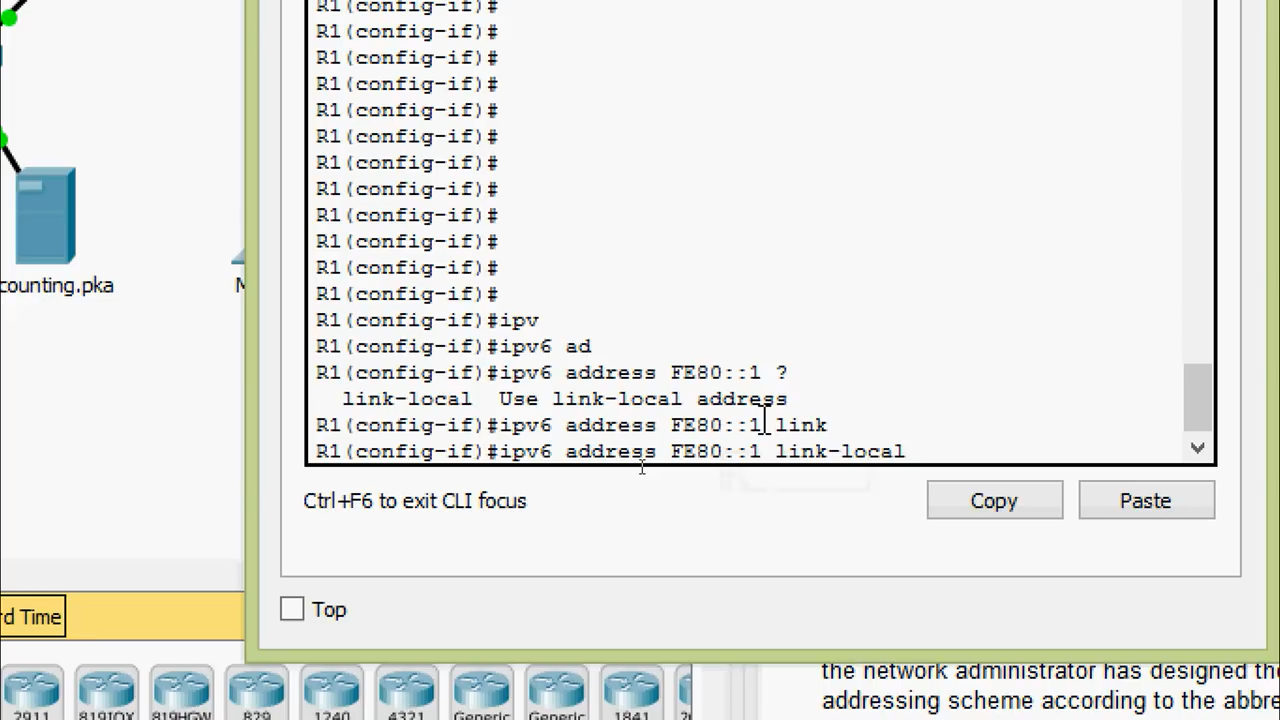 R1(config-if)#
R1(config-if)#
R1(config-if)#
R1(config-if)#
R1(config-if)#
R1(config-if)#
R1(config-if)#
R1(config-if)#
R1(config-if)#
R1(config-if)#
R1(config-if)#
R1(config-if)#
R1(config-if)#ipv
R1(config-if)#ipv6 ad
R1(config-if)#ipv6 address FE80::1 ?
link-local Use link-local address
R1(config-if)#ipv6 address FE80::1 link
R1(config-if)#ipv6 address FE80::1 link-local
Ctrl+F6 to exit CLI focus
Copy
Paste
Top
counting.pka
M
rd Time
2911
819IOX
819HGW
829
1240
4321
Generic
Generic
1841
the network administrator has designed the
addressing scheme according to the abbre